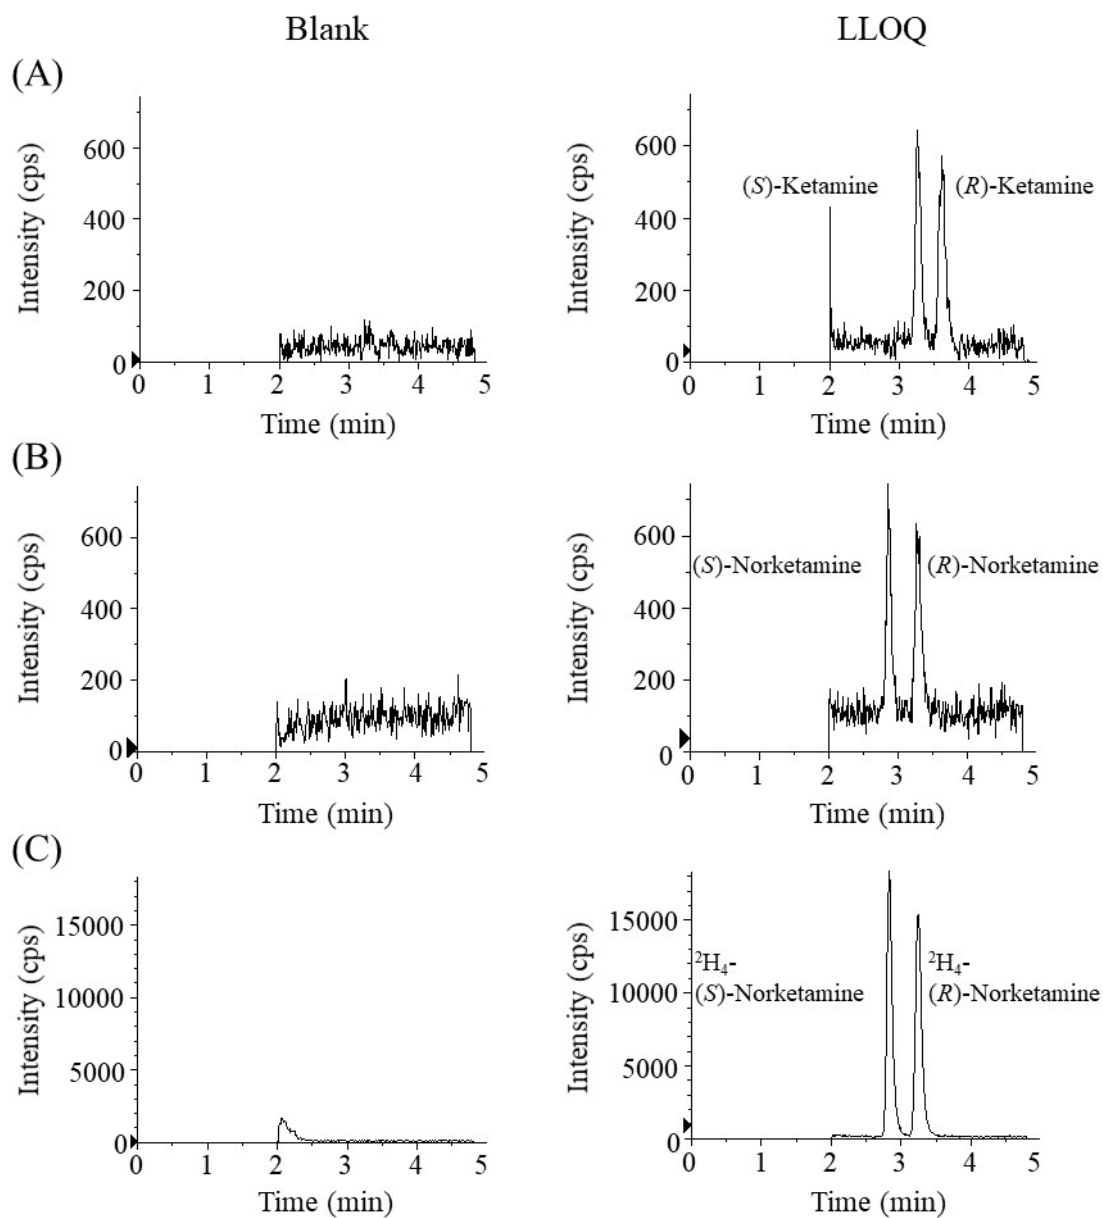 Blank
LLOQ
(A)
Intensity (cps)
600
400
200
0
0 1 2 3 4 5
Time (min)
Intensity (cps)
600
400
200
0
(S)-Ketamine
(R)-Ketamine
0 1 2 3 4 5
Time (min)
(B)
Intensity (cps)
600
400
200
0
0 1 2 3 4 5
Time (min)
Intensity (cps)
600
400
200
0
(S)-Norketamine
(R)-Norketamine
0 1 2 3 4 5
Time (min)
(C)
Intensity (cps)
15000
10000
5000
0
0 1 2 3 4 5
Time (min)
Intensity (cps)
15000
10000
5000
0
²H₄-
(S)-Norketamine
²H₄-
(R)-Norketamine
0 1 2 3 4 5
Time (min)